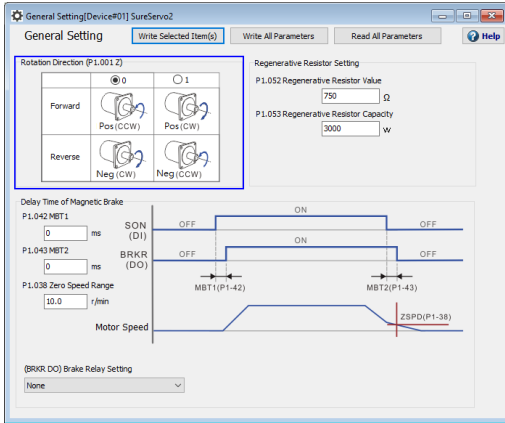 General Setting[Device#01] SureServo2
General Setting
Write Selected Item(s)
Write All Parameters
Read All Parameters
? Help
Rotation Direction (P1.001 Z)
0
1
Forward
Pos(CCW)
Pos(CW)
Reverse
Neg(CW)
Neg(CCW)
Regenerative Resistor Setting
P1.052 Regenerative Resistor Value
750 Ω
P1.053 Regenerative Resistor Capacity
3000 w
Delay Time of Magnetic Brake
P1.042 MBT1
0 ms
P1.043 MBT2
0 ms
P1.038 Zero Speed Range
10.0 r/min
SON
(DI)
OFF
ON
OFF
BRKR
(DO)
OFF
ON
OFF
MBT1(P1-42)
MBT2(P1-43)
Motor Speed
ZSPD(P1-38)
(BRKR DO) Brake Relay Setting
None